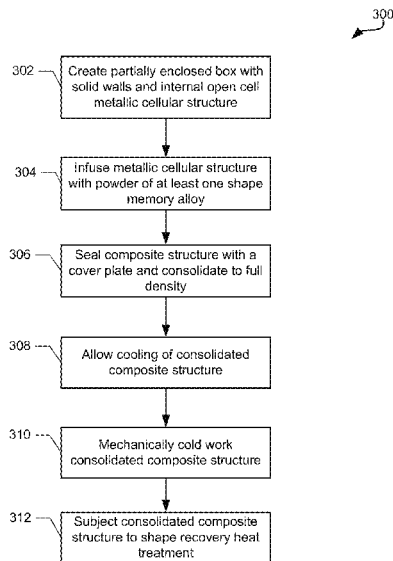 300
302
Create partially enclosed box with
solid walls and internal open cell
metallic cellular structure
304
Infuse metallic cellular structure
with powder of at least one shape
memory alloy
306
Seal composite structure with a
cover plate and consolidate to full
density
308
Allow cooling of consolidated
composite structure
310
Mechanically cold work
consolidated composite structure
312
Subject consolidated composite
structure to shape recovery heat
treatment